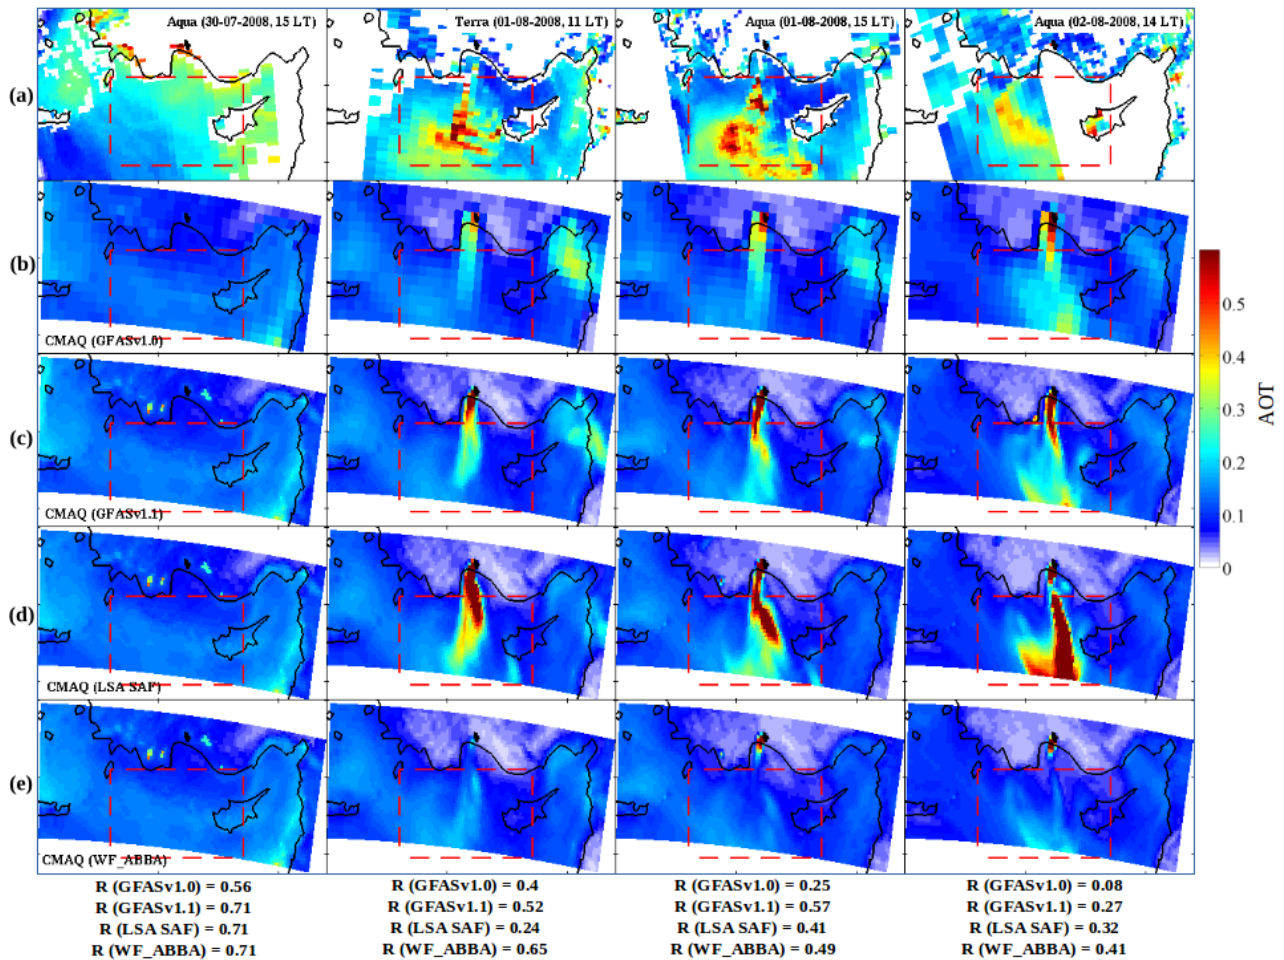 Aqua (30-07-2008, 15 LT) Terra (01-08-2008, 11 LT) Aqua (01-08-2008, 15 LT) Aqua (02-08-2008, 14 LT)
(a)
(b)
CMAQ (GFASv1.0)
(c)
CMAQ (GFASv1.1)
(d)
CMAQ (LSA SAF)
(e)
CMAQ (WF_ABBA)
0.5
0.4
0.3
0.2
0.1
0
AOT
R (GFASv1.0) = 0.56 R (GFASv1.0) = 0.4 R (GFASv1.0) = 0.25 R (GFASv1.0) = 0.08
R (GFASv1.1) = 0.71 R (GFASv1.1) = 0.52 R (GFASv1.1) = 0.57 R (GFASv1.1) = 0.27
R (LSA SAF) = 0.71 R (LSA SAF) = 0.24 R (LSA SAF) = 0.41 R (LSA SAF) = 0.32
R (WF_ABBA) = 0.71 R (WF_ABBA) = 0.65 R (WF_ABBA) = 0.49 R (WF_ABBA) = 0.41